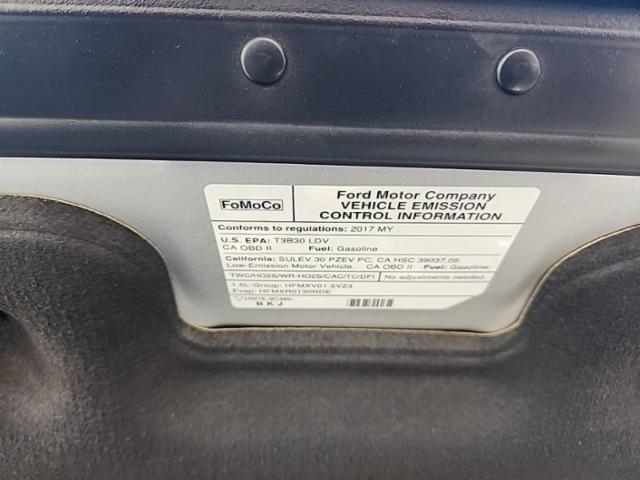 FoMoCo
Ford Motor Company
VEHICLE EMISSION
CONTROL INFORMATION
Conforms to regulations: 2017 MY
U.S. EPA: T3B30 LDV
CA OBD II Fuel: Gasoline
California: SULEV 30 PZEV PC, CA HSC 39037.05
Low-Emission Motor Vehicle. CA OBD II Fuel: Gasoline
TWC/HO2S/WR-HO2S/CAC/TC/DFI No adjustments needed.
1.5L-Group: HFMXV01.5VZ3
Evap: HFMXR0130NDE
BKJ